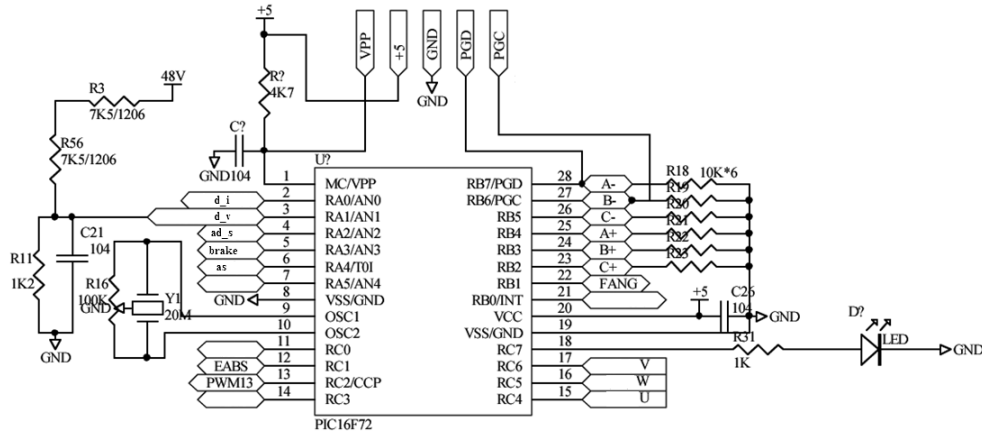 +5
VPP
+5
GND
PGD
PGC
48V
R3
7K5/1206
R?
4K7
GND
R56
7K5/1206
C?
GND 104
U?
1 MC/VPP RB7/PGD 28 A- R18 10K*6
d_i 2 RA0/AN0 RB6/PGC 27 B- R19
d_v 3 RA1/AN1 RB5 26 C- R20
ad_s 4 RA2/AN2 RB4 25 A+ R21
brake 5 RA3/AN3 RB3 24 B+ R22
as 6 RA4/T0I RB2 23 C+ R23
7 RA5/AN4 RB1 22 FANG
GND 8 VSS/GND RB0/INT 21
9 OSC1 VCC 20 +5 C26 104 GND
10 OSC2 VSS/GND 19
11 RC0 RC7 18 R31 1K D? LED GND
EABS 12 RC1 RC6 17 V
PWM13 13 RC2/CCP RC5 16 W
14 RC3 RC4 15 U
PIC16F72
C21
104
R11
1K2
R16
100K
GND
Y1
20M
GND